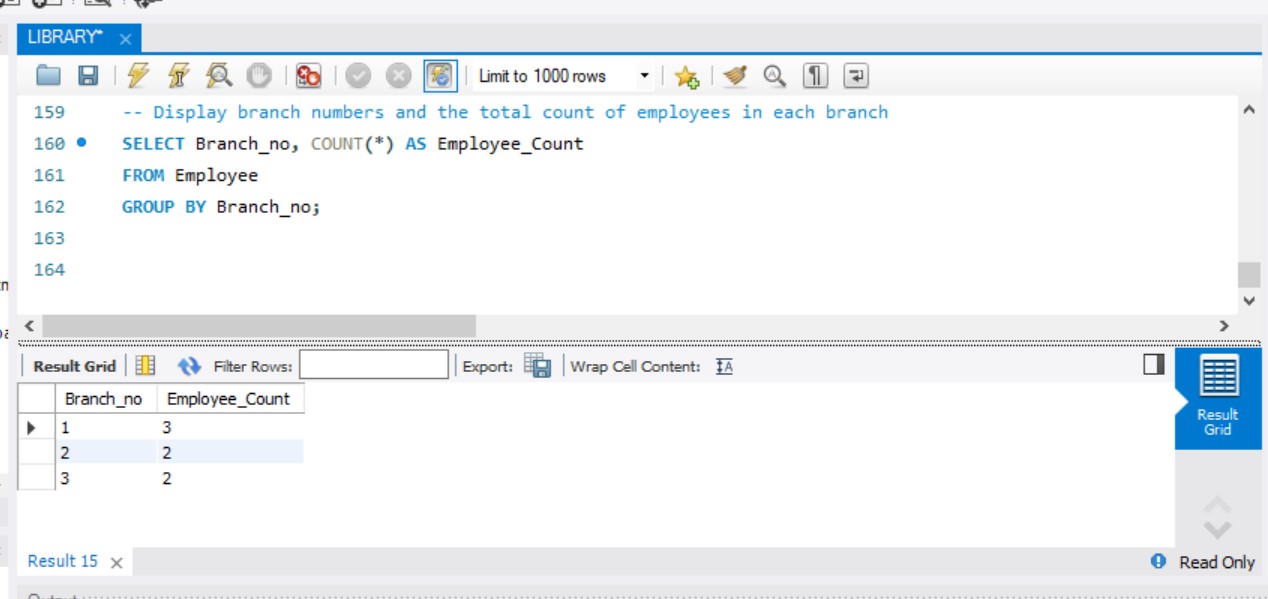 LIBRARY*
Limit to 1000 rows
159 -- Display branch numbers and the total count of employees in each branch
160 SELECT Branch_no, COUNT(*) AS Employee_Count
161 FROM Employee
162 GROUP BY Branch_no;
163
164
Result Grid Filter Rows: Export: Wrap Cell Content:
Branch_no Employee_Count
1 3
2 2
3 2
Result
Grid
Result 15 Read Only